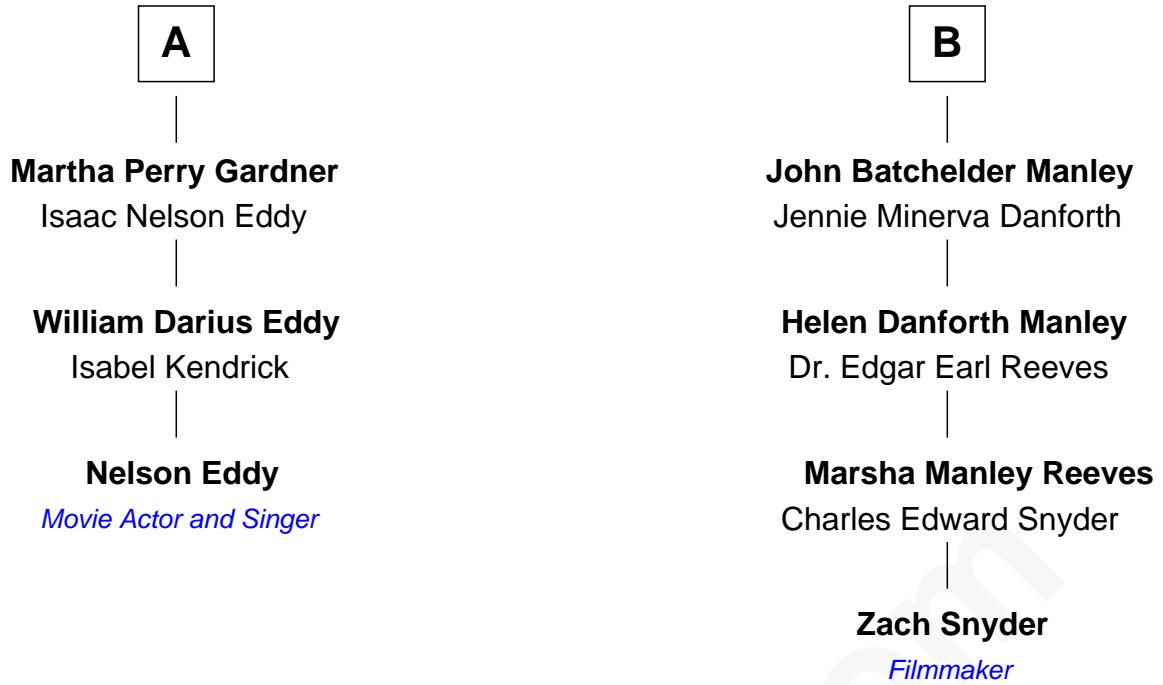 A
Martha Perry Gardner
Isaac Nelson Eddy
William Darius Eddy
Isabel Kendrick
Nelson Eddy
Movie Actor and Singer
B
John Batchelder Manley
Jennie Minerva Danforth
Helen Danforth Manley
Dr. Edgar Earl Reeves
Marsha Manley Reeves
Charles Edward Snyder
Zach Snyder
Filmmaker